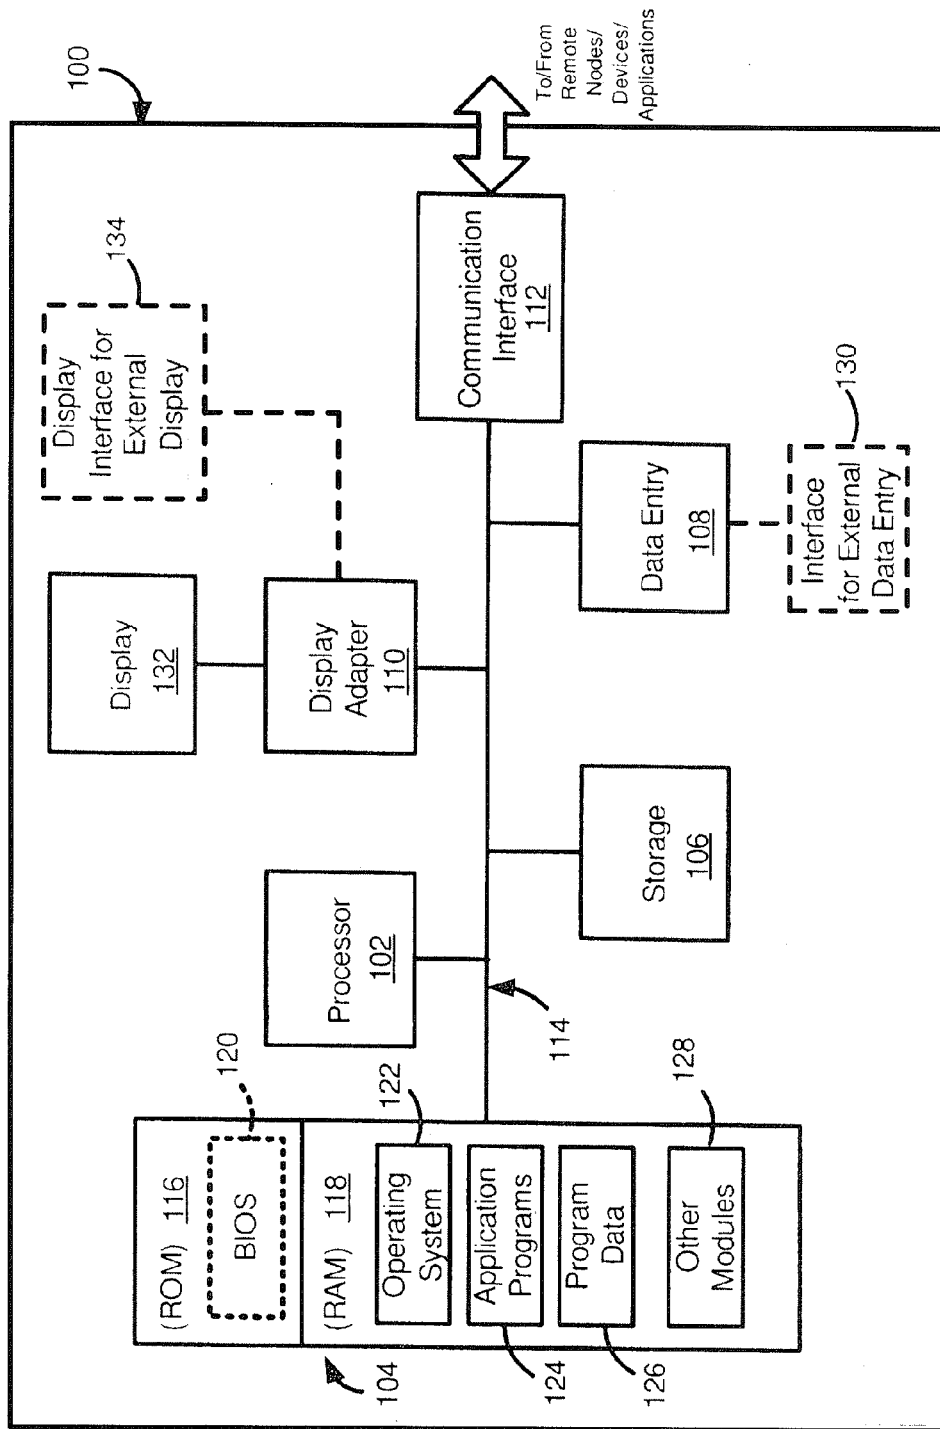 100
(ROM) 116
120
BIOS
(RAM) 118
122
Operating
System
Application
Programs
Program
Data
Other
Modules
128
104
124
126
Processor
102
114
Storage
106
Display
132
Display
Adapter
110
134
Display
Interface for
External
Display
Data Entry
108
130
Interface
for External
Data Entry
Communication
Interface
112
To/From
Remote
Nodes/
Devices/
Applications